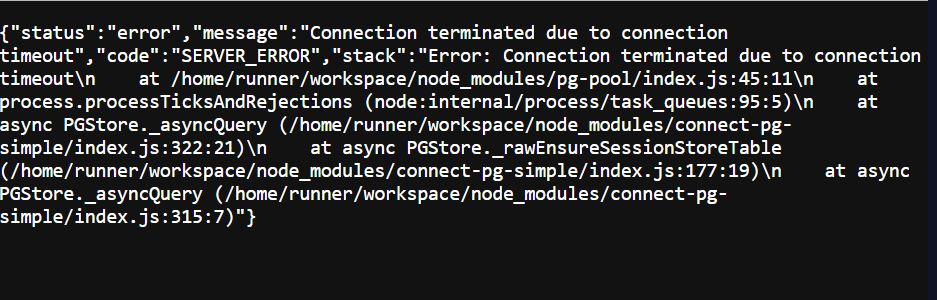 {"status":"error","message":"Connection terminated due to connection
timeout","code":"SERVER_ERROR","stack":"Error: Connection terminated due to connection
timeout\n    at /home/runner/workspace/node_modules/pg-pool/index.js:45:11\n    at
process.processTicksAndRejections (node:internal/process/task_queues:95:5)\n    at
async PGStore._asyncQuery (/home/runner/workspace/node_modules/connect-pg-
simple/index.js:322:21)\n    at async PGStore._rawEnsureSessionStoreTable
(/home/runner/workspace/node_modules/connect-pg-simple/index.js:177:19)\n    at async
PGStore._asyncQuery (/home/runner/workspace/node_modules/connect-pg-
simple/index.js:315:7)"}